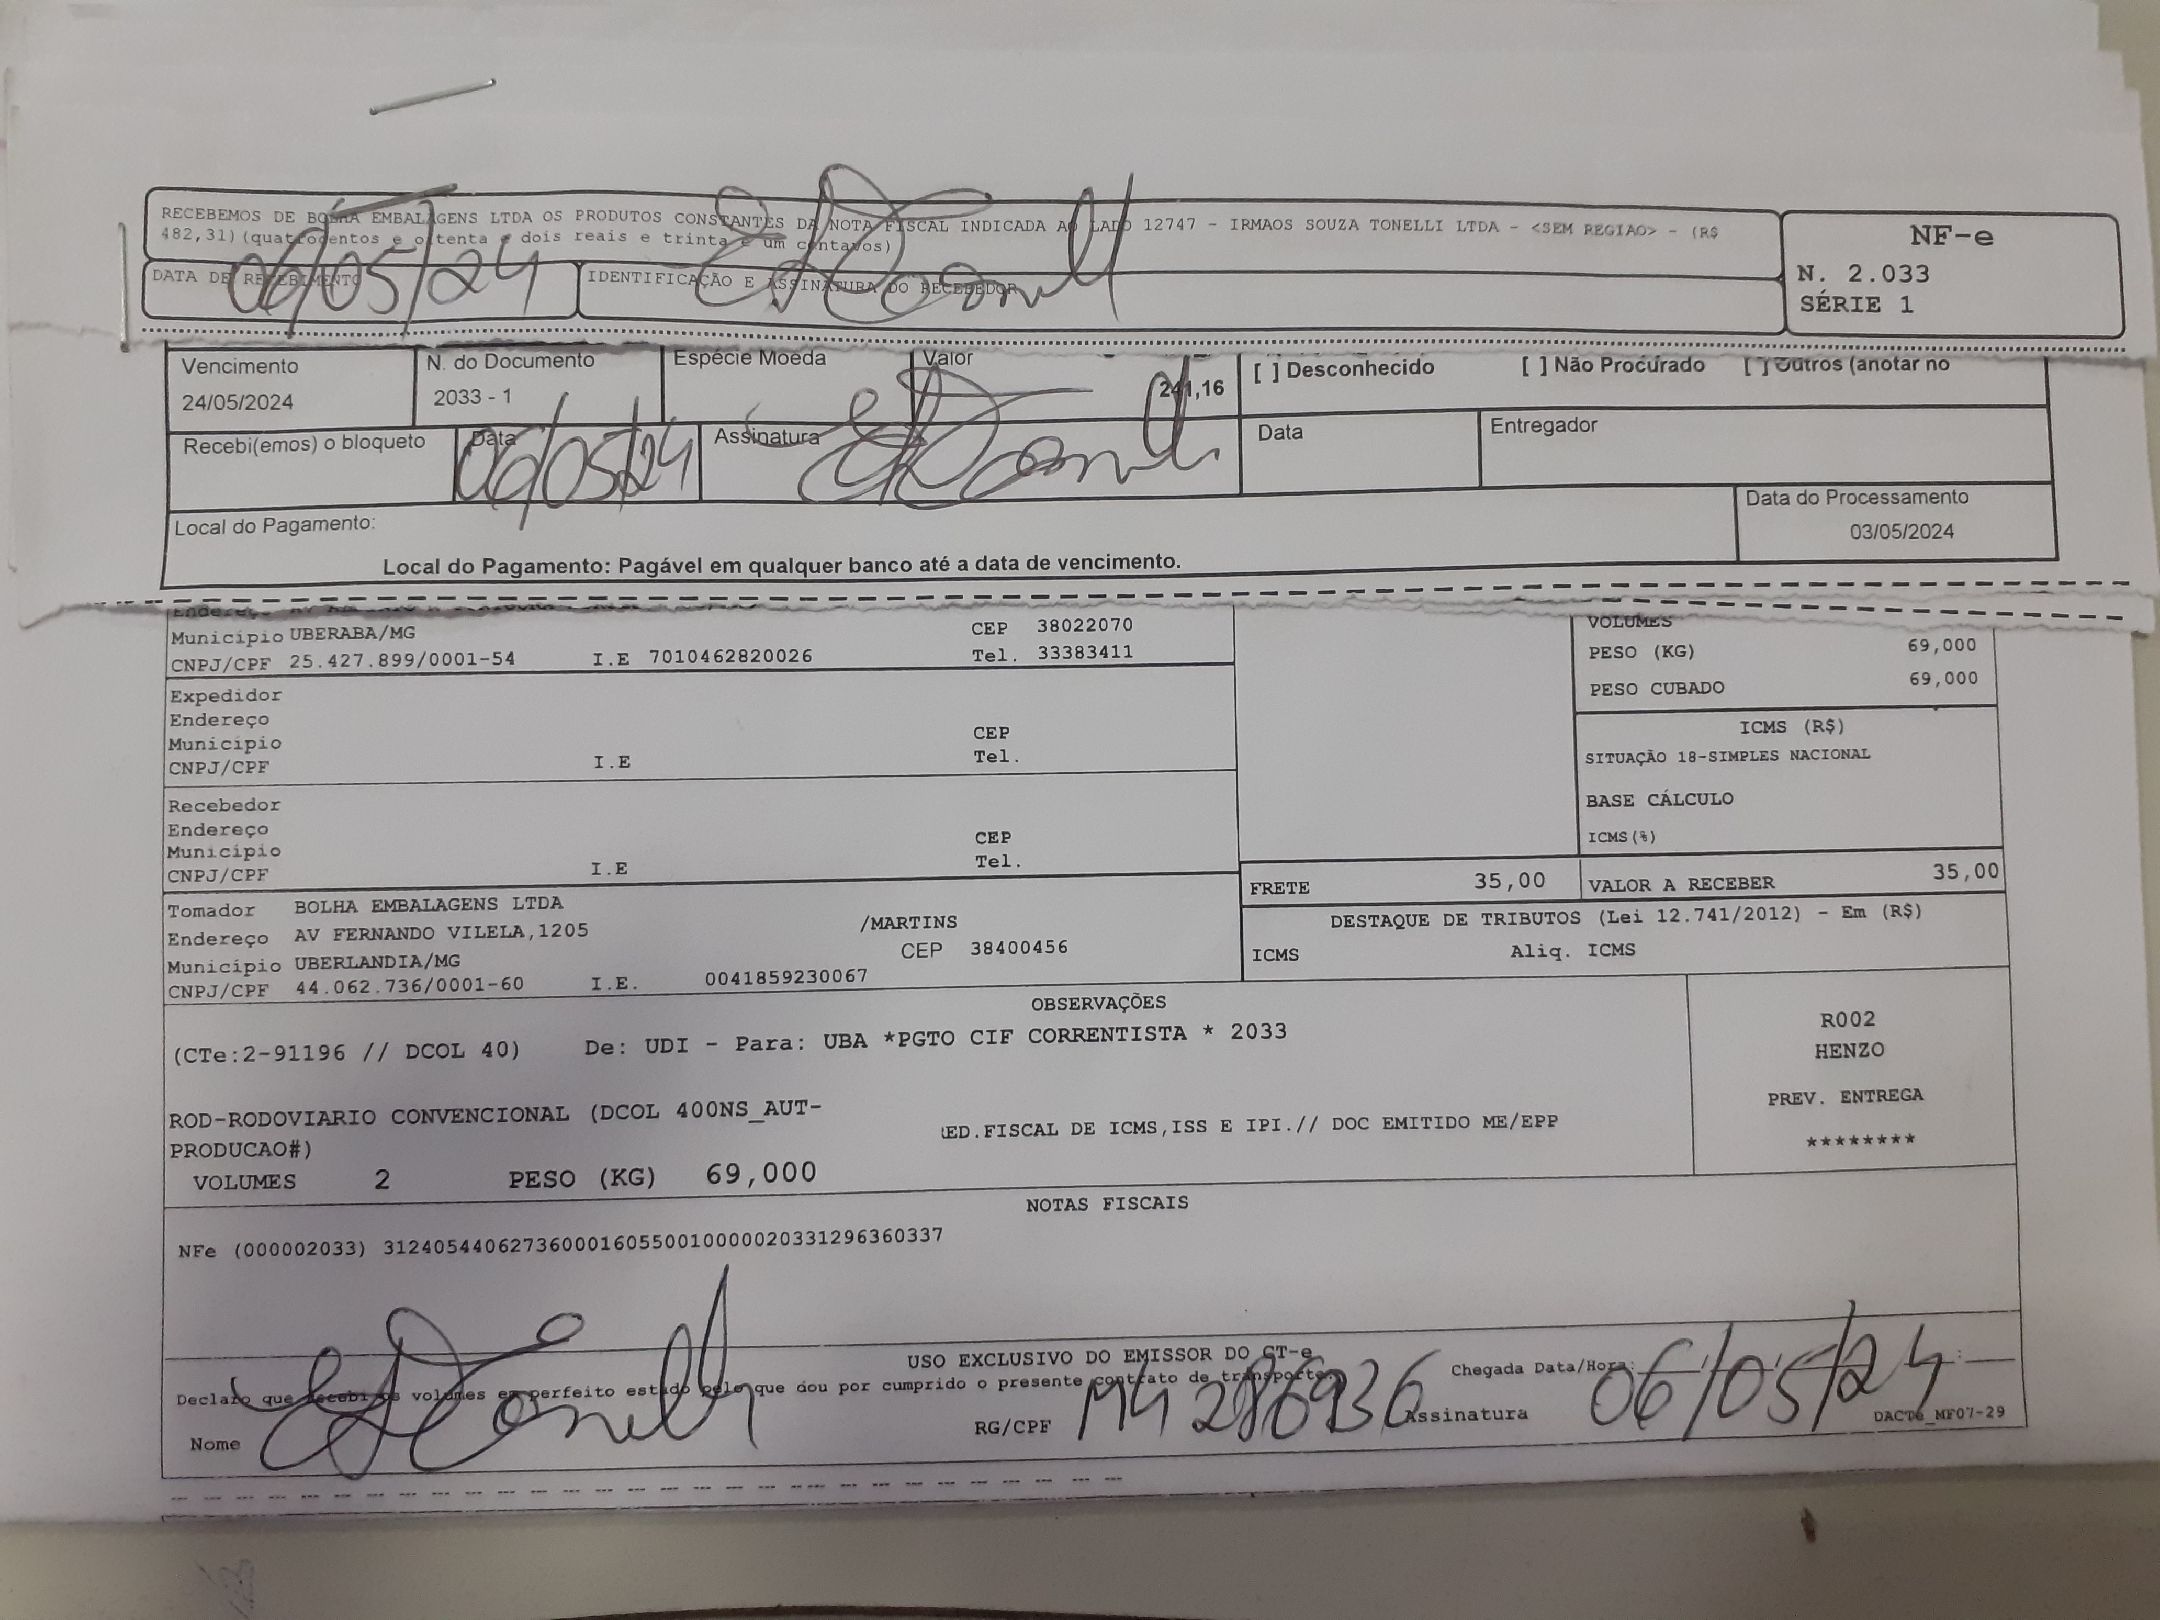 RECEBEMOS DE BOLHA EMBALAGENS LTDA OS PRODUTOS CONSTANTES DA NOTA FISCAL INDICADA AO LADO 12747 - IRMAOS SOUZA TONELLI LTDA - <SEM REGIAO> - (R$
482,31)(quatrocentos e oitenta e dois reais e trinta e um centavos)
NF-e
N. 2.033
SÉRIE 1
DATA DE RECEBIMENTO
06/05/24
IDENTIFICAÇÃO E ASSINATURA DO RECEBEDOR
Vencimento
24/05/2024
N. do Documento
2033 - 1
Espécie Moeda
Valor
241,16
[ ] Desconhecido [ ] Não Procurado [ ] Outros (anotar no
Recebi(emos) o bloqueto
Data
06/05/24
Assinatura
Data
Entregador
Local do Pagamento:
Local do Pagamento: Pagável em qualquer banco até a data de vencimento.
Data do Processamento
03/05/2024
Endereço
Município UBERABA/MG CEP 38022070
CNPJ/CPF 25.427.899/0001-54 I.E 7010462820026 Tel. 33383411
VOLUMES
PESO (KG) 69,000
PESO CUBADO 69,000
Expedidor
Endereço
Município CEP
CNPJ/CPF I.E Tel.
ICMS (R$)
SITUAÇÃO 18-SIMPLES NACIONAL
BASE CÁLCULO
ICMS(%)
Recebedor
Endereço
Município CEP
CNPJ/CPF I.E Tel.
FRETE 35,00 VALOR A RECEBER 35,00
Tomador BOLHA EMBALAGENS LTDA
Endereço AV FERNANDO VILELA,1205 /MARTINS
Município UBERLANDIA/MG CEP 38400456
CNPJ/CPF 44.062.736/0001-60 I.E. 0041859230067
DESTAQUE DE TRIBUTOS (Lei 12.741/2012) - Em (R$)
ICMS Aliq. ICMS
OBSERVAÇÕES
(CTe:2-91196 // DCOL 40) De: UDI - Para: UBA *PGTO CIF CORRENTISTA * 2033
ROD-RODOVIARIO CONVENCIONAL (DCOL 400NS_AUT-
PRODUCAO#)
ED.FISCAL DE ICMS,ISS E IPI.// DOC EMITIDO ME/EPP
VOLUMES 2 PESO (KG) 69,000
R002
HENZO
PREV. ENTREGA
********
NOTAS FISCAIS
NFe (000002033) 31240544062736000160550010000020331296360337
USO EXCLUSIVO DO EMISSOR DO CT-e
Declaro que recebi os volumes em perfeito estado pelo que dou por cumprido o presente contrato de transporte.
Chegada Data/Hora:
06/05/24
Nome
RG/CPF M4286936
Assinatura
DACTe_MF07-29